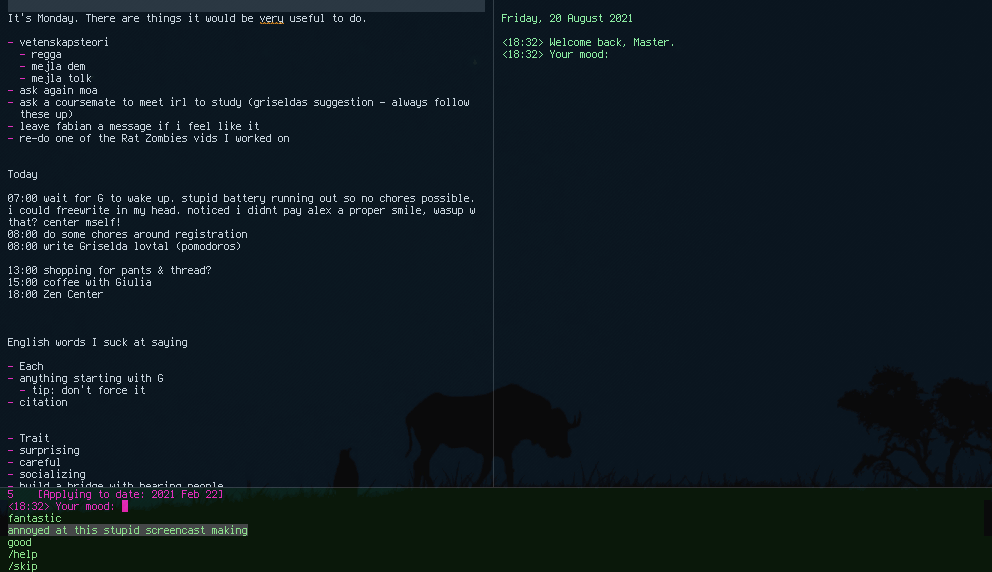 It's Monday. There are things it would be very useful to do.
- vetenskapsteori
- regga
- mejla dem
- mejla tolk
- ask again moa
- ask a coursemate to meet irl to study (griseldas suggestion - always follow
these up)
- leave fabian a message if i feel like it
- re-do one of the Rat Zombies vids I worked on
Today
07:00 wait for G to wake up. stupid battery running out so no chores possible.
i could freewrite in my head. noticed i didnt pay alex a proper smile, wasup w
that? center mself!
08:00 do some chores around registration
08:00 write Griselda lovtal (pomodoros)
13:00 shopping for pants & thread?
15:00 coffee with Giulia
18:00 Zen Center
English words I suck at saying
- Each
- anything starting with G
- tip: don't force it
- citation
- Trait
- surprising
- careful
- socializing
- build a bridge with hearing people
Friday, 20 August 2021
<18:32> Welcome back, Master.
<18:32> Your mood:
5 [Applying to date: 2021 Feb 22]
<18:32> Your mood:
fantastic
annoyed at this stupid screencast making
good
/help
/skip